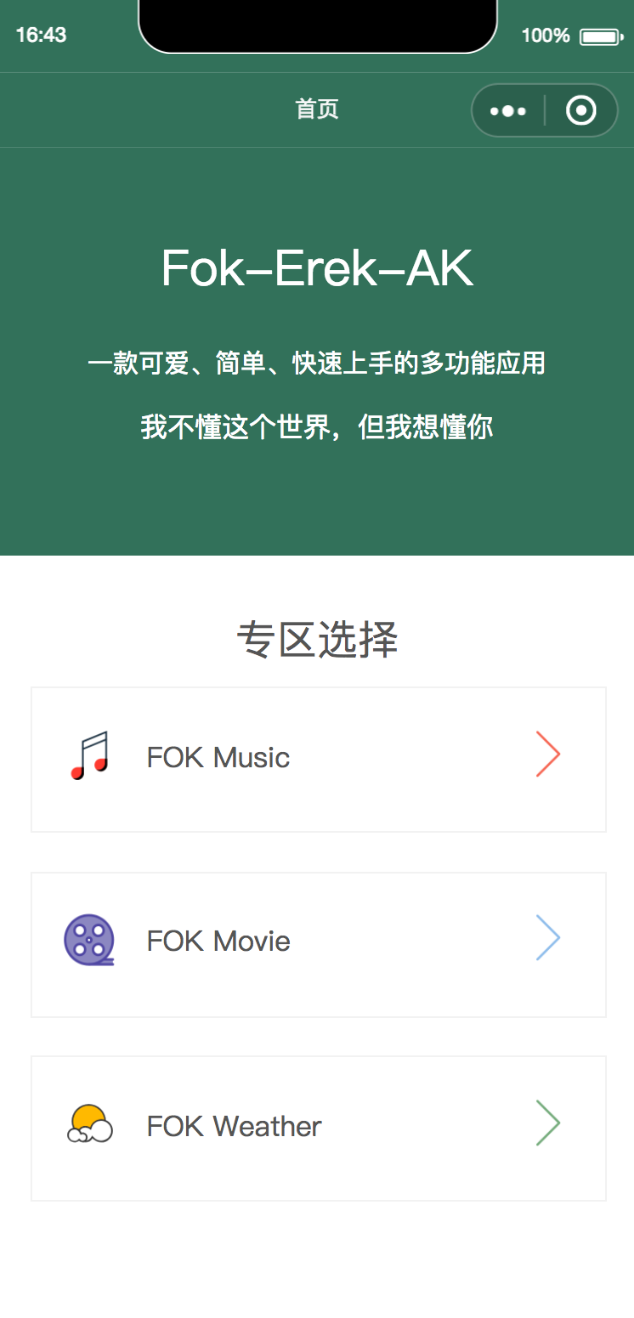 16:43
100%
首页
Fok-Erek-AK
一款可爱、简单、快速上手的多功能应用
我不懂这个世界，但我想懂你
专区选择
FOK Music
FOK Movie
FOK Weather